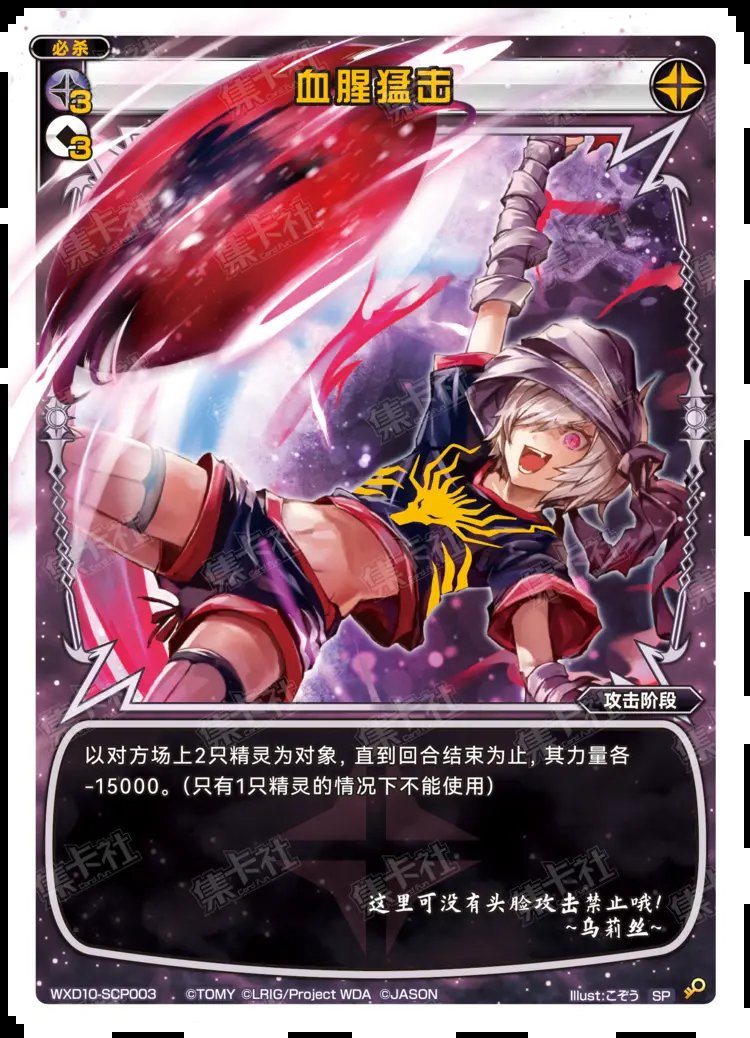 必杀
血腥猛击
3
3
攻击阶段
以对方场上2只精灵为对象，直到回合结束为止，其力量各
-15000。（只有1只精灵的情况下不能使用）
这里可没有头脸攻击禁止哦！
~乌莉丝~
WXD10-SCP003 ©TOMY ©LRIG/Project WDA ©JASON Illust:こぞう SP
集卡社